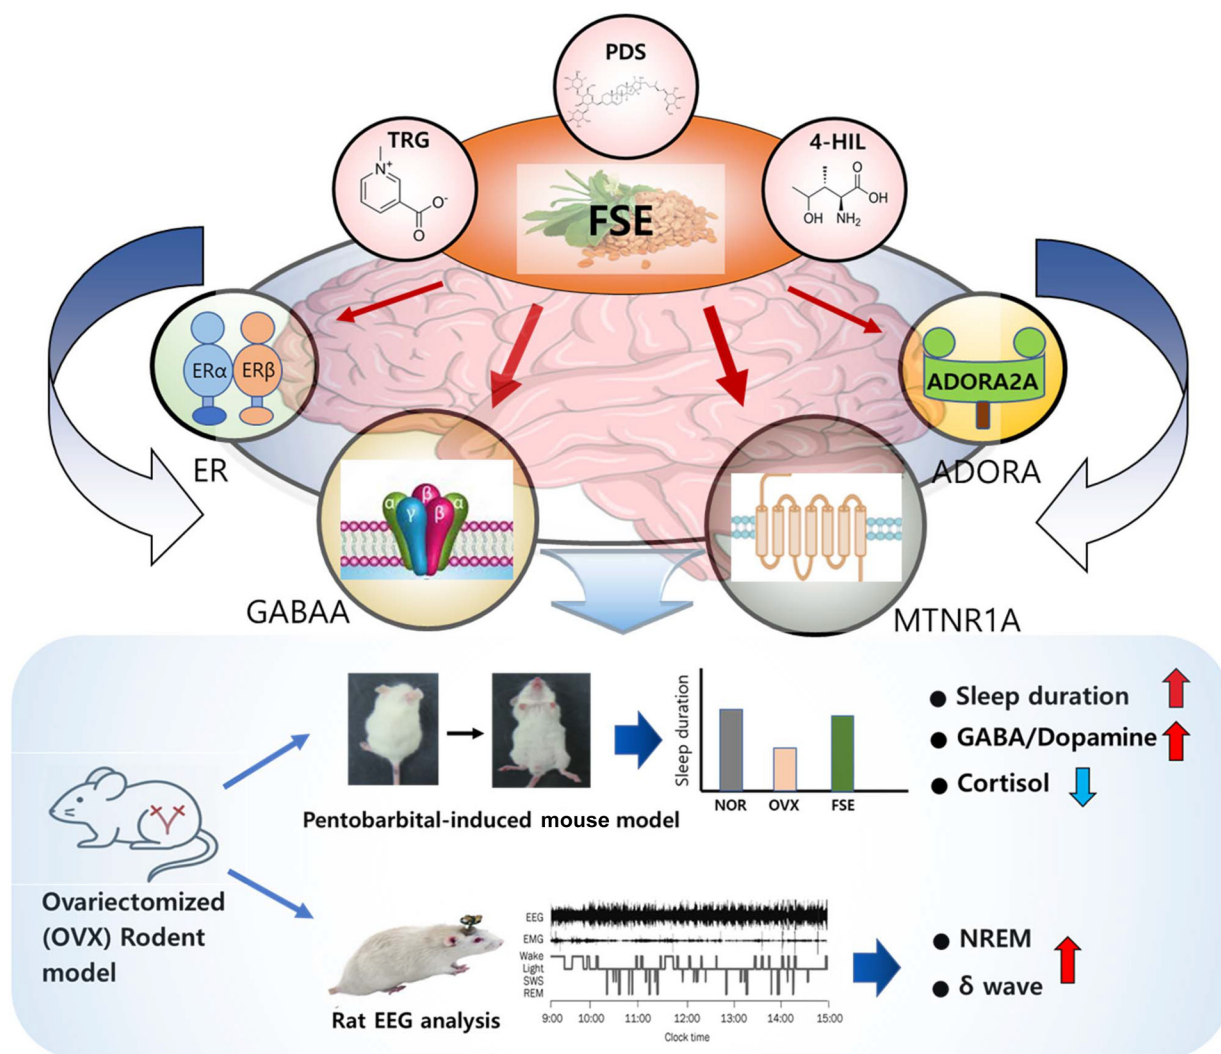 PDS
TRG
N+
O
O-
4-HIL
O
OH
OH
NH2
FSE
ERα
ERβ
ER
ADORA2A
ADORA
α
β
α
γ
β
GABAA
MTNR1A
Ovariectomized
(OVX) Rodent
model
Pentobarbital-induced mouse model
Sleep duration
NOR
OVX
FSE
Sleep duration
GABA/Dopamine
Cortisol
Rat EEG analysis
EEG
EMG
Wake
Light
SWS
REM
9:00
10:00
11:00
12:00
13:00
14:00
15:00
Clock time
NREM
δ wave